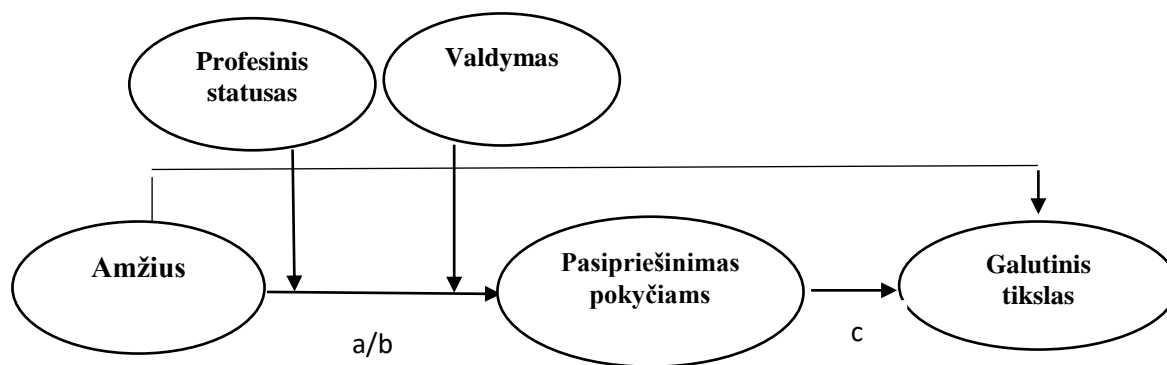 Profesinis
statusas
Valdymas
Amžius
Pasipriešinimas
pokyčiams
Galutinis
tikslas
a/b
c